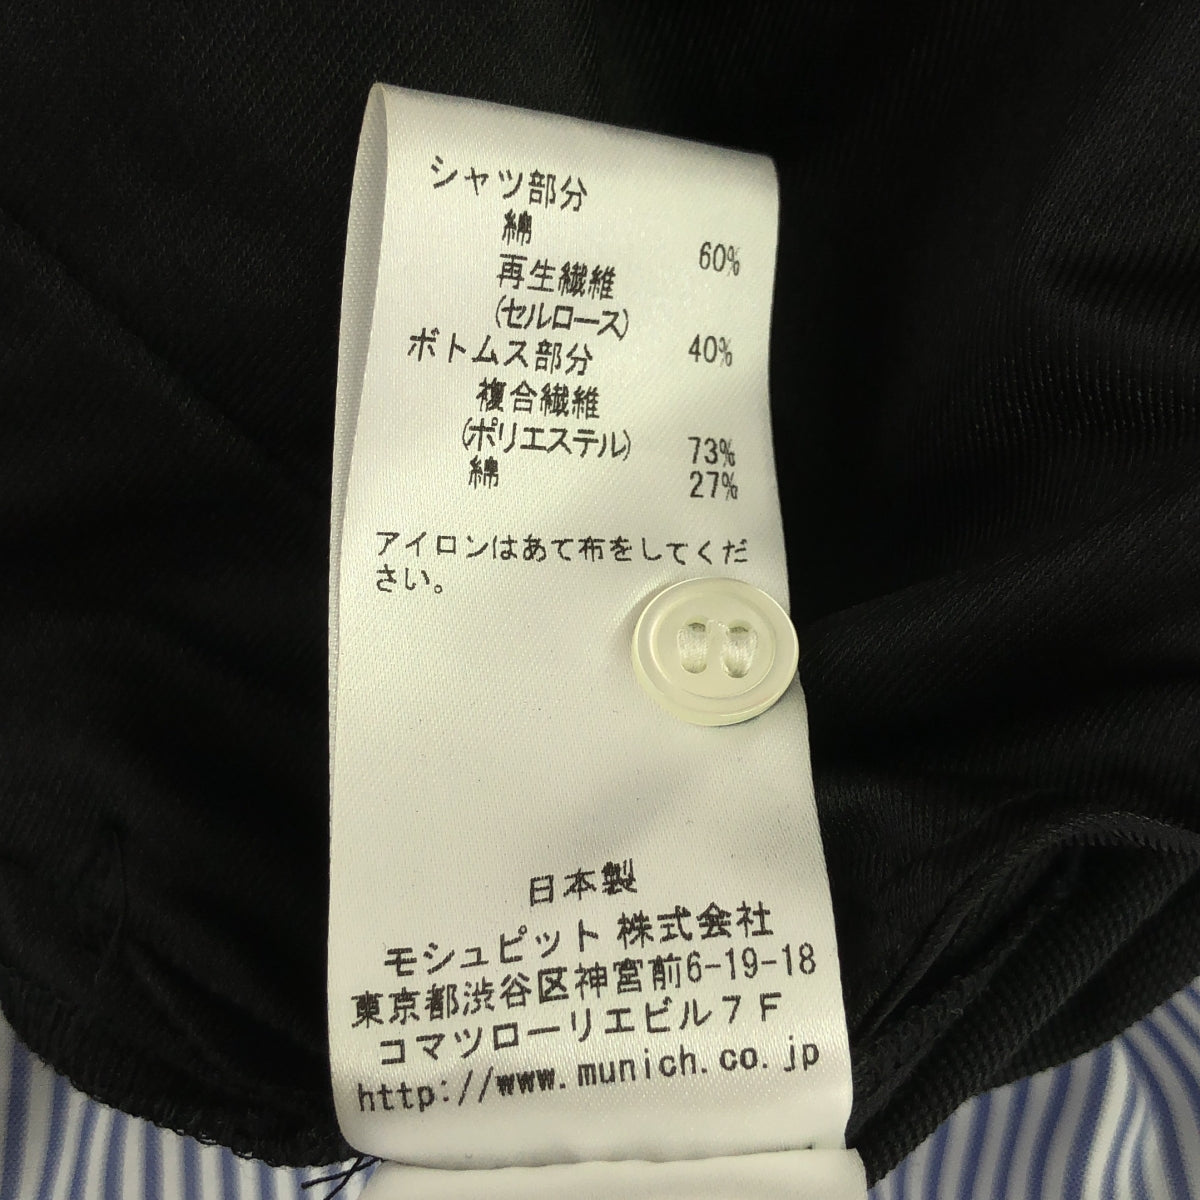 シャツ部分
綿 60%
再生繊維
(セルロース) 40%
ボトムス部分
複合繊維
(ポリエステル) 73%
綿 27%
アイロンはあて布をしてくだ
さい。
日本製
モシュピット 株式会社
東京都渋谷区神宮前6-19-18
コマツローリエビル7F
http://www.munich.co.jp